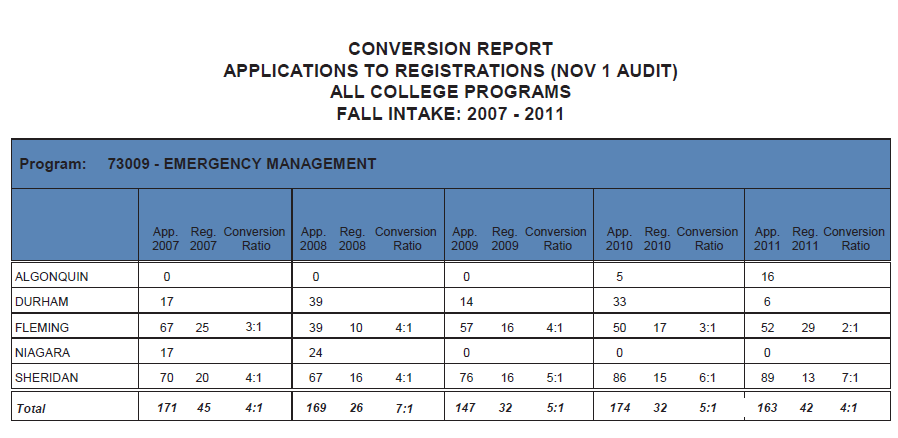 CONVERSION REPORT
APPLICATIONS TO REGISTRATIONS (NOV 1 AUDIT)
ALL COLLEGE PROGRAMS
FALL INTAKE: 2007 - 2011
Program: 73009 - EMERGENCY MANAGEMENT
App. Reg. Conversion App. Reg. Conversion App. Reg. Conversion App. Reg. Conversion App. Reg. Conversion
2007 2007 Ratio 2008 2008 Ratio 2009 2009 Ratio 2010 2010 Ratio 2011 2011 Ratio
ALGONQUIN 0 0 0 5 16
DURHAM 17 39 14 33 6
FLEMING 67 25 3:1 39 10 4:1 57 16 4:1 50 17 3:1 52 29 2:1
NIAGARA 17 24 0 0 0
SHERIDAN 70 20 4:1 67 16 4:1 76 16 5:1 86 15 6:1 89 13 7:1
Total 171 45 4:1 169 26 7:1 147 32 5:1 174 32 5:1 163 42 4:1